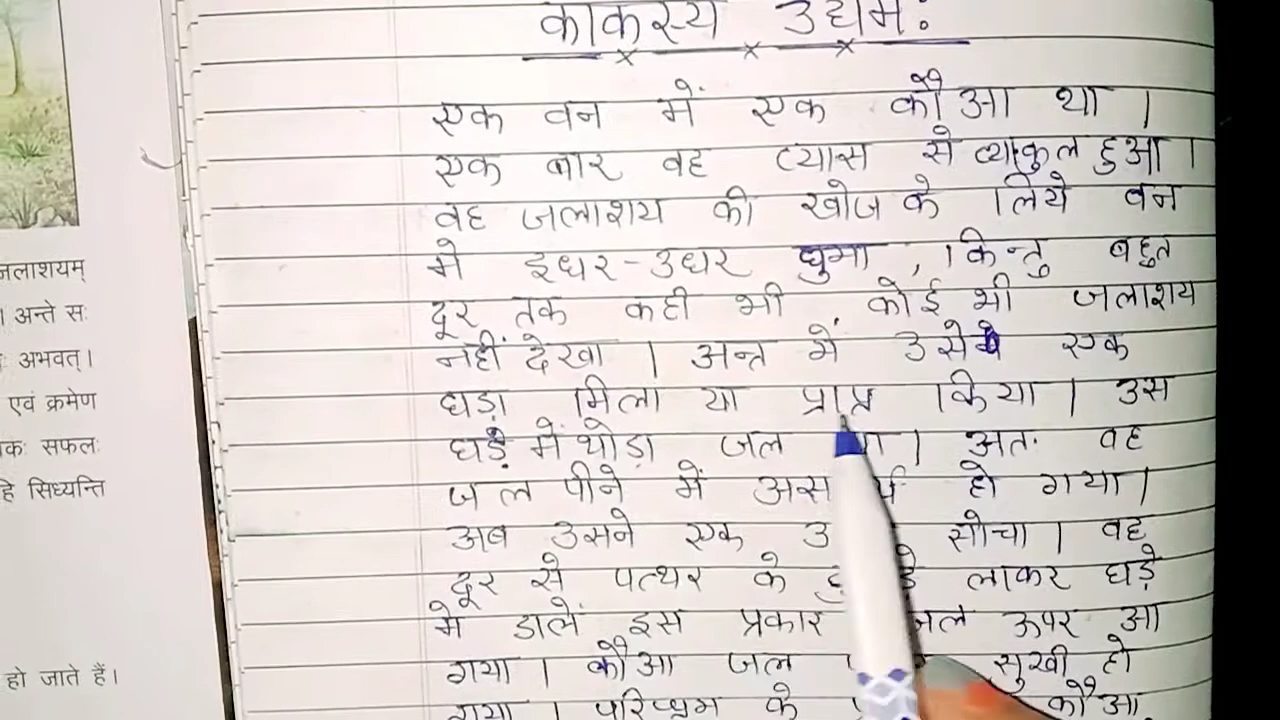 काकस्य उद्यमः
एक वन में एक कौआ था ।
एक बार वह प्यास से व्याकुल हुआ ।
वह जलाशय की खोज के लिये वन
मे इधर-उधर घुमा , किन्तु बहुत
दूर तक कही भी कोई भी जलाशय
नहीं देखा । अन्त में उसे एक
घड़ा मिला या प्राप्त किया । उस
घड़े में थोड़ा जल । अतः वह
जल पीने में हो गया ।
अब उसने एक सोचा । वह
दूर से पत्थर के लाकर घड़े
मे डालें इस प्रकार जल ऊपर आ
गया । कौआ जल सुखी हो
गया । परिश्रम के कौआ
जलाशयम्
। अन्ते सः
अभवत्।
एवं क्रमेण
सफलः
हि सिध्यन्ति
हो जाते हैं।